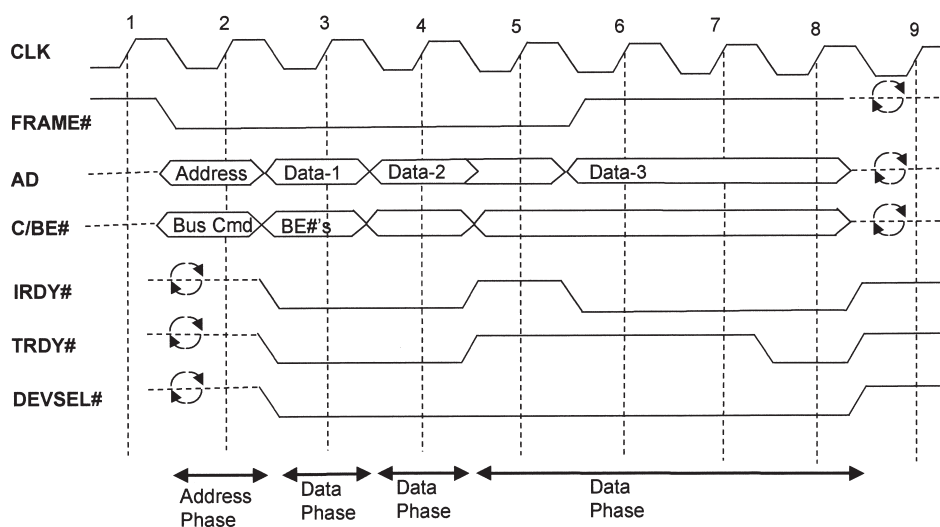 1 2 3 4 5 6 7 8 9
CLK
FRAME#
AD Address Data-1 Data-2 Data-3
C/BE# Bus Cmd BE#'s
IRDY#
TRDY#
DEVSEL#
Address Phase
Data Phase
Data Phase
Data Phase